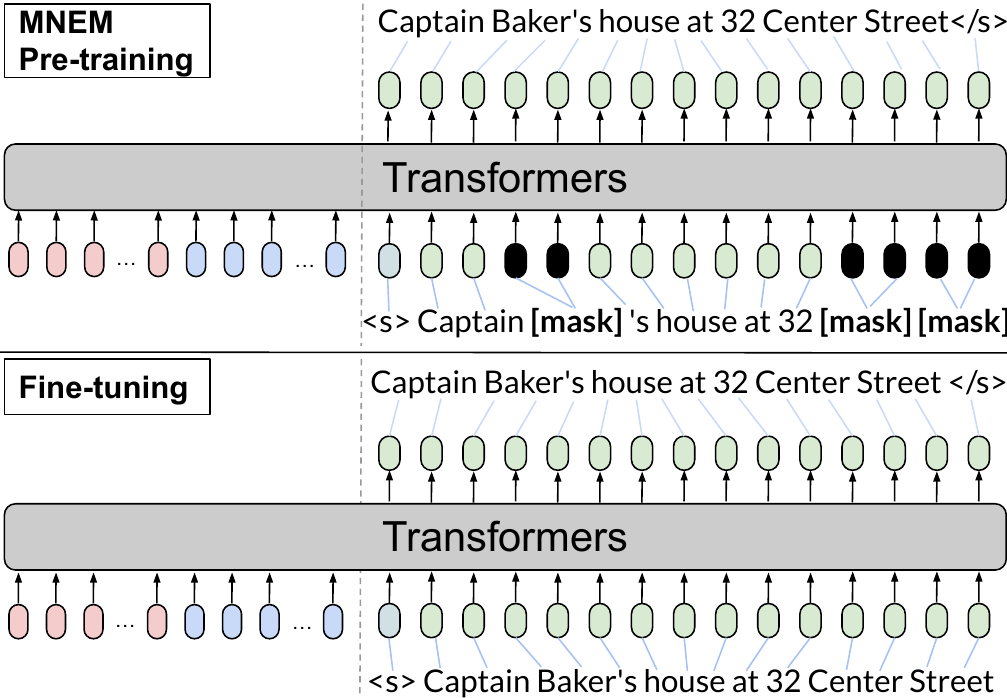 MNEM
Pre-training
Captain Baker's house at 32 Center Street</s>
Transformers
... ...
<s> Captain [mask] 's house at 32 [mask] [mask]
Fine-tuning
Captain Baker's house at 32 Center Street </s>
Transformers
... ...
<s> Captain Baker's house at 32 Center Street